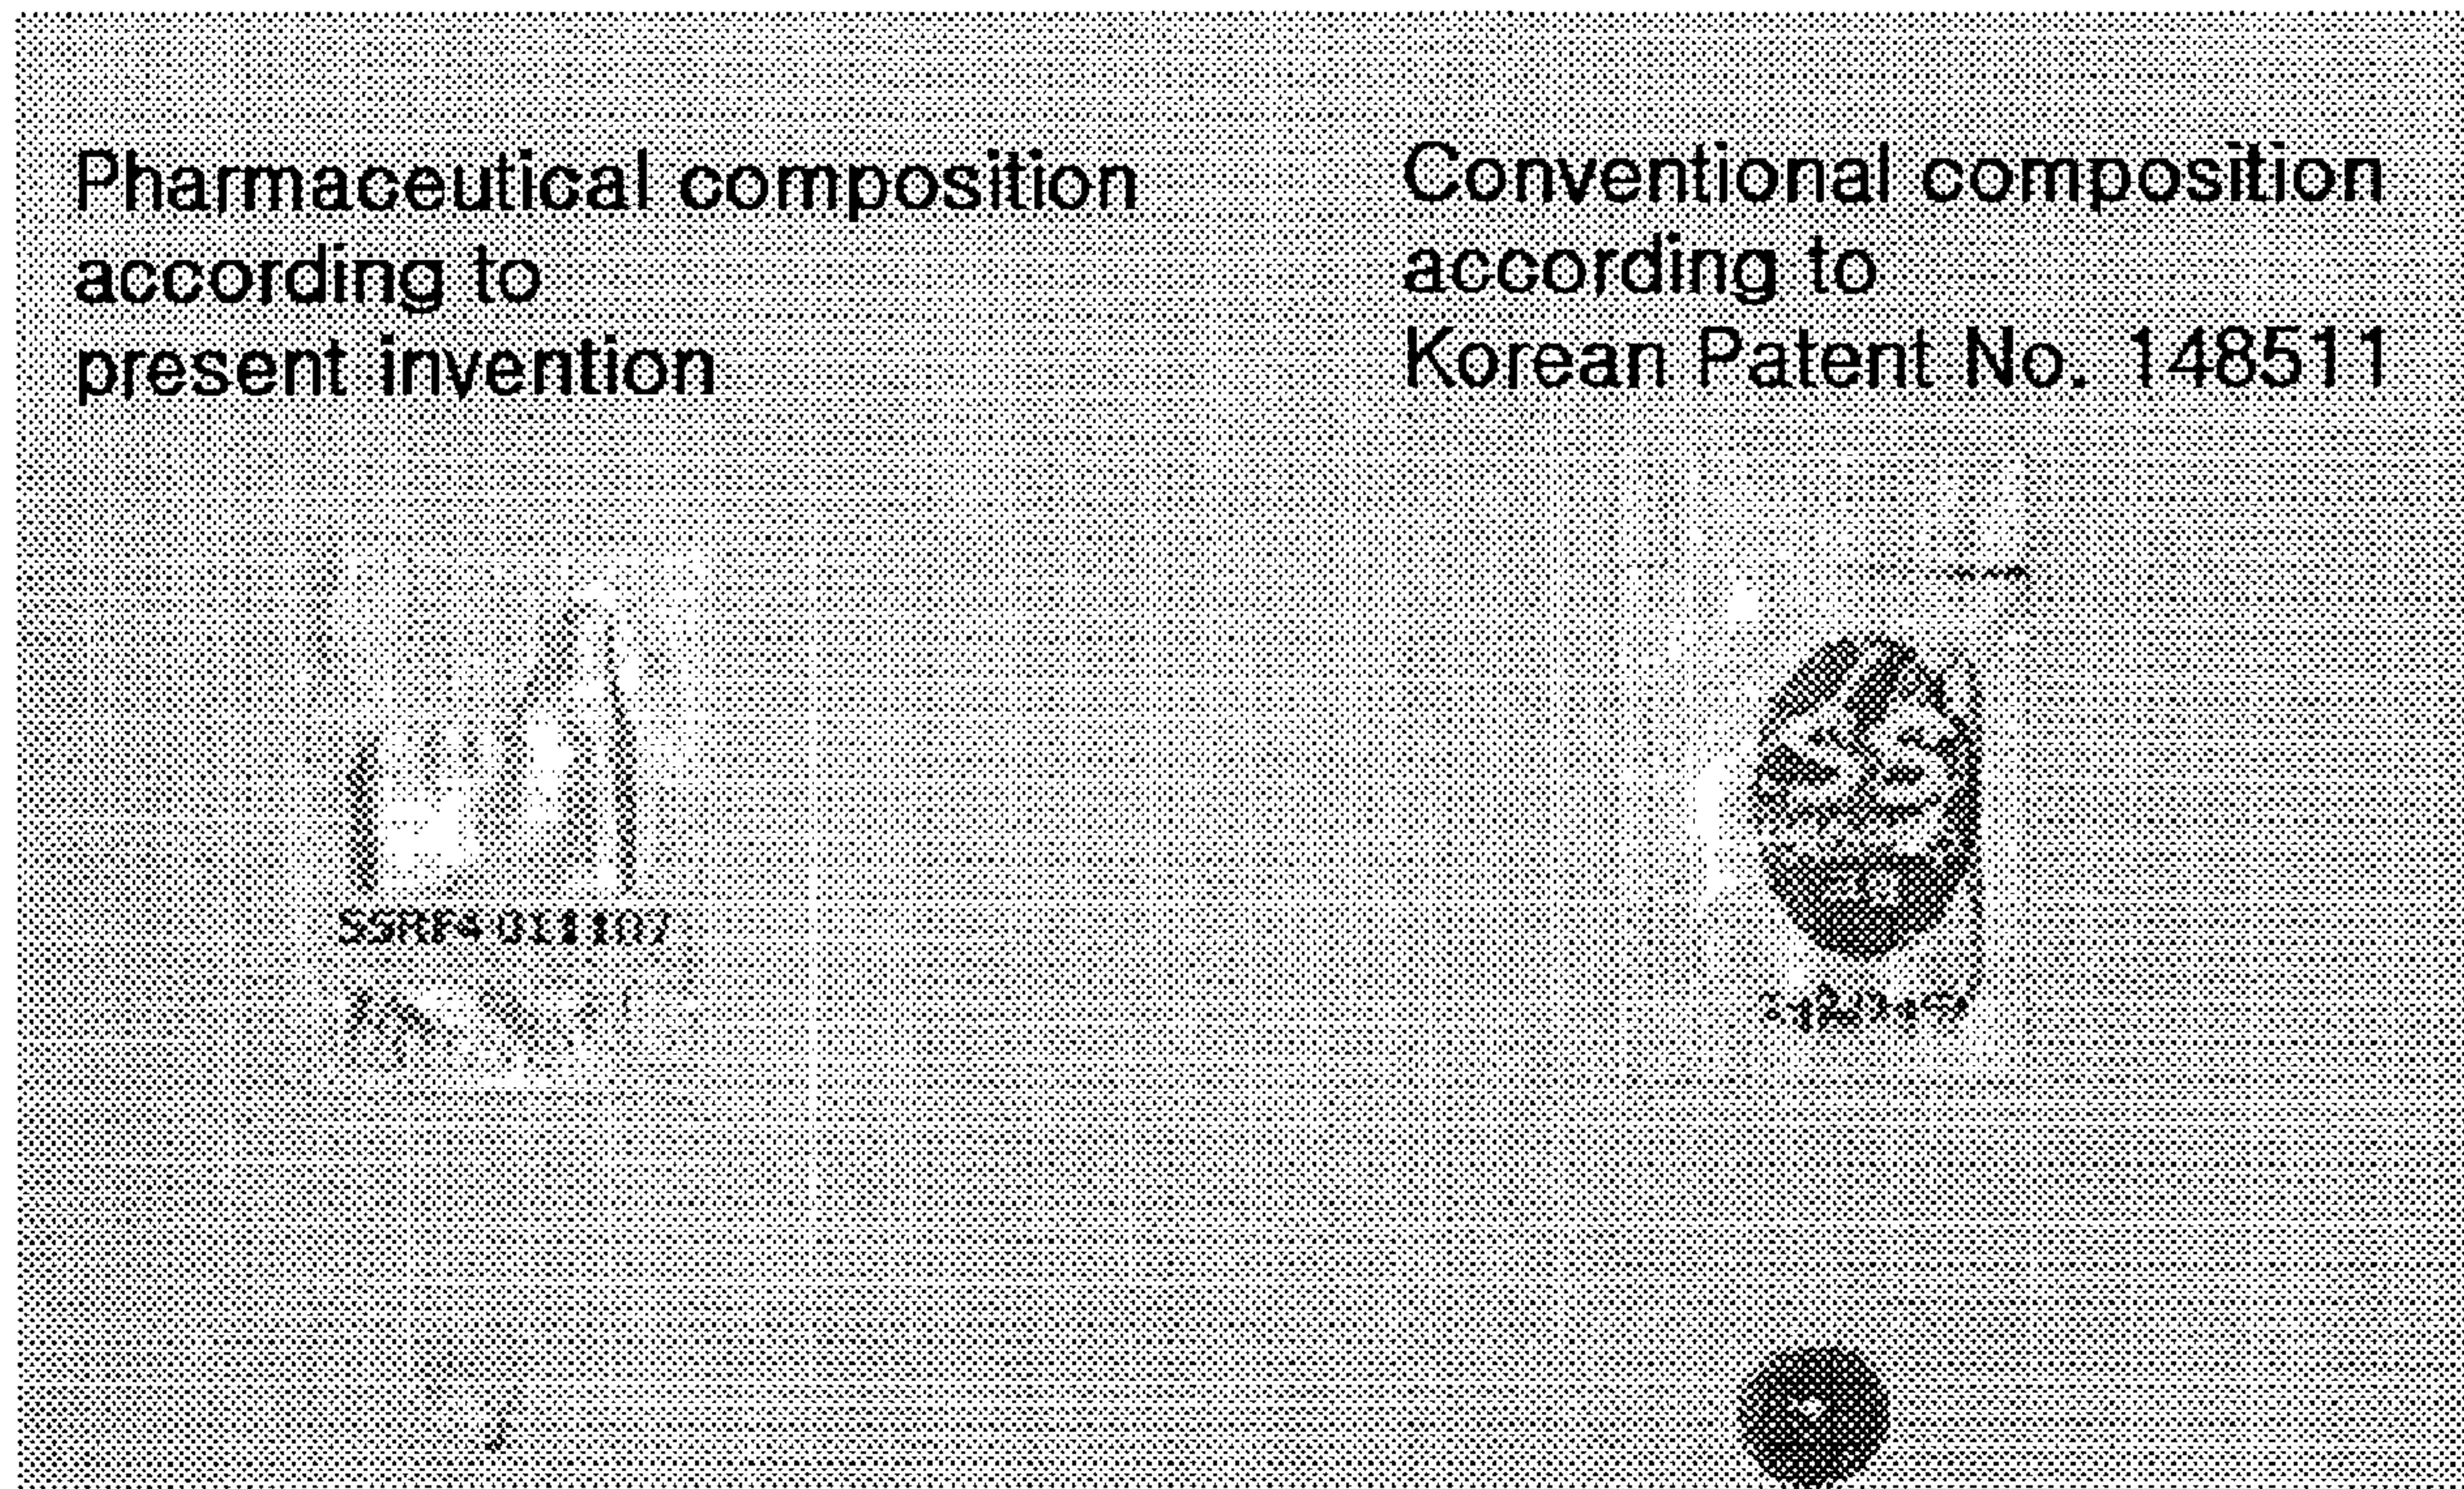 Pharmaceutical composition
according to
present invention
Conventional composition
according to
Korean Patent No. 148511